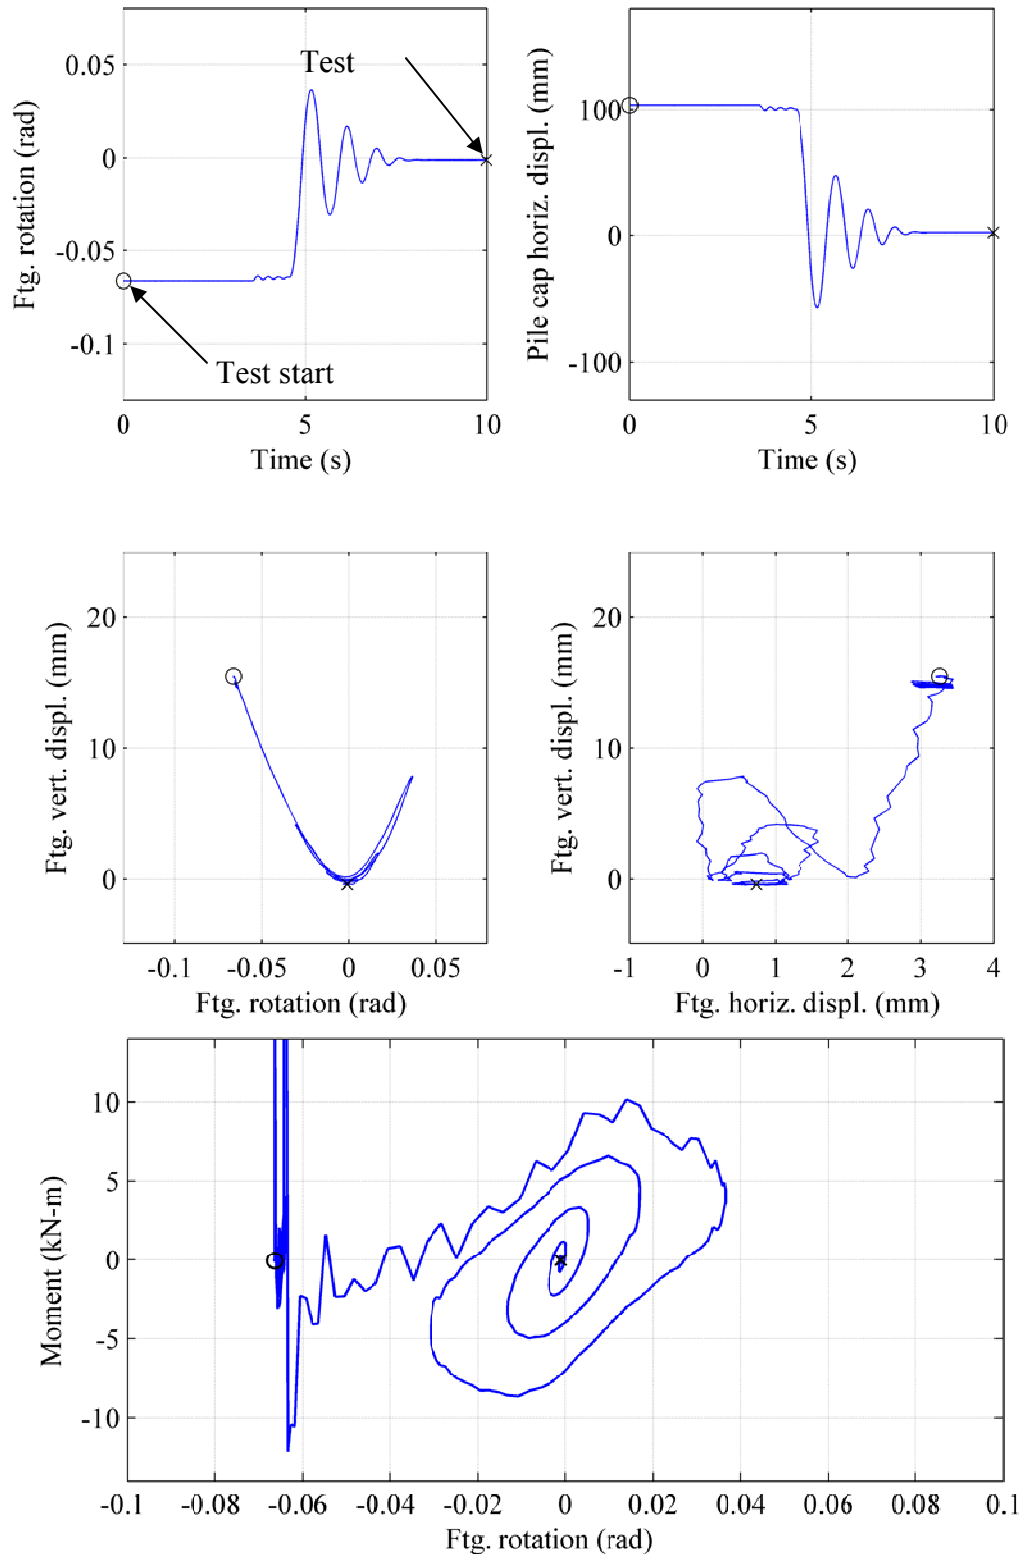 0.05
0
-0.05
-0.1
Ftg. rotation (rad)
Test
Test start
0 5 10
Time (s)
100
0
-100
Pile cap horiz. displ. (mm)
0 5 10
Time (s)
20
10
0
Ftg. vert. displ. (mm)
-0.1 -0.05 0 0.05
Ftg. rotation (rad)
20
10
0
Ftg. vert. displ. (mm)
-1 0 1 2 3 4
Ftg. horiz. displ. (mm)
10
5
0
-5
-10
Moment (kN-m)
-0.1 -0.08 -0.06 -0.04 -0.02 0 0.02 0.04 0.06 0.08 0.1
Ftg. rotation (rad)